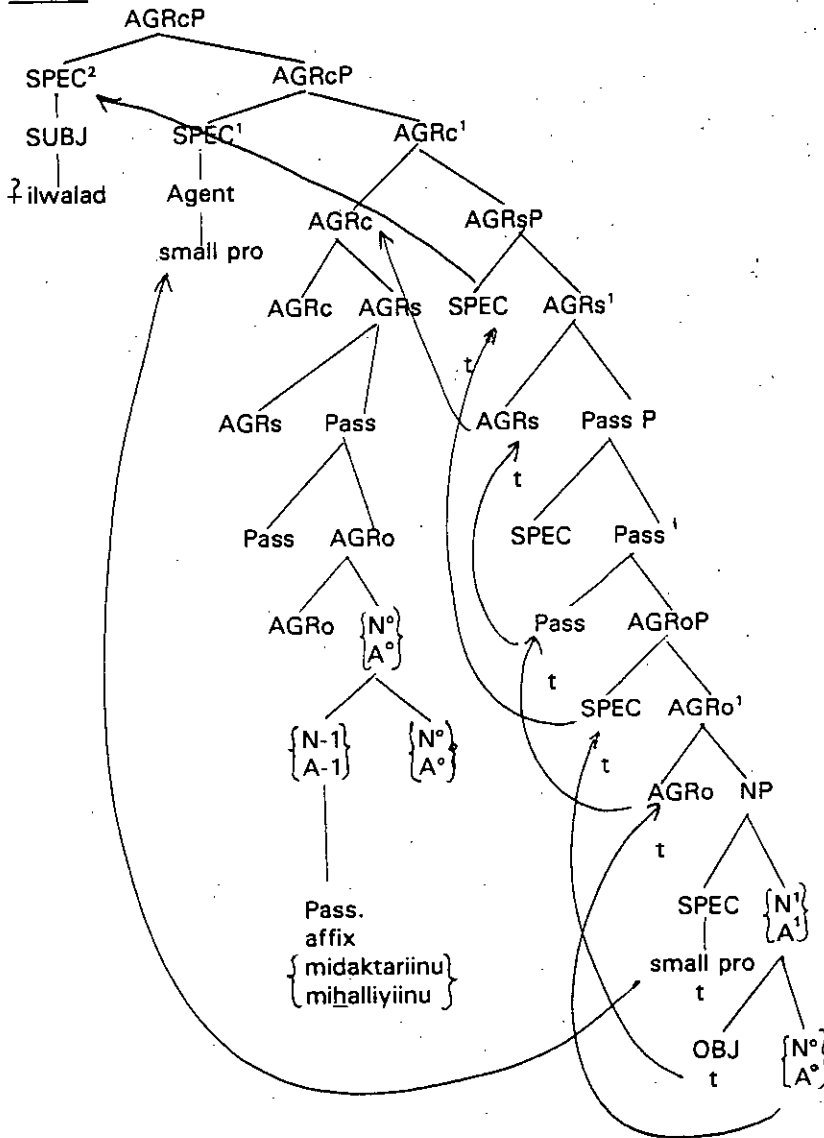 AGRcP
SPEC² AGRcP
SUBJ SPEC¹ AGRc¹
ilwalad Agent AGRc AGRsP
small pro
AGRc AGRs SPEC AGRs¹
t
AGRs Pass AGRs Pass P
t
Pass AGRo SPEC Pass¹
AGRo {N° Pass AGRoP
A°}
t SPEC AGRo¹
{N-1 {N°
A-1} A°}
t AGRo NP
t
Pass. SPEC {N¹
affix A¹}
{midaktariinu small pro
mihalliyiinu} t
OBJ {N°
t A°}